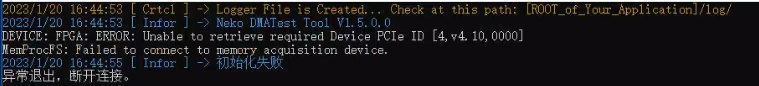 2023/1/20 16:44:53 [ Crtcl ] -> Logger File is Created... Check at this path: [ROOT_of_Your_Application]/log/
2023/1/20 16:44:53 [ Infor ] -> Neko DMATest Tool V1.5.0.0
DEVICE: FPGA: ERROR: Unable to retrieve required Device PCIe ID [4,v4.10,0000]
MemProcFS: Failed to connect to memory acquisition device.
2023/1/20 16:44:55 [ Infor ] -> 初始化失败
异常退出，断开连接。